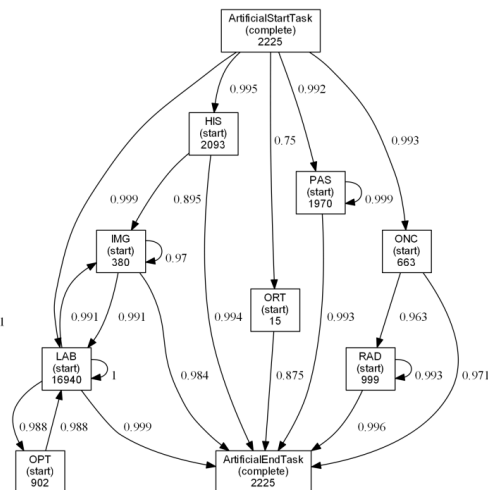 ArtificialStartTask
(complete)
2225
0.995
0.992
HIS
(start)
2093
0.75
0.993
PAS
(start)
1970
0.999
0.999
0.895
IMG
(start)
380
0.97
ONC
(start)
663
ORT
(start)
15
1
0.991
0.991
0.994
0.993
0.963
LAB
(start)
16940
1
0.984
0.875
RAD
(start)
999
0.993
0.971
0.988
0.988
0.999
0.996
OPT
(start)
902
ArtificialEndTask
(complete)
2225